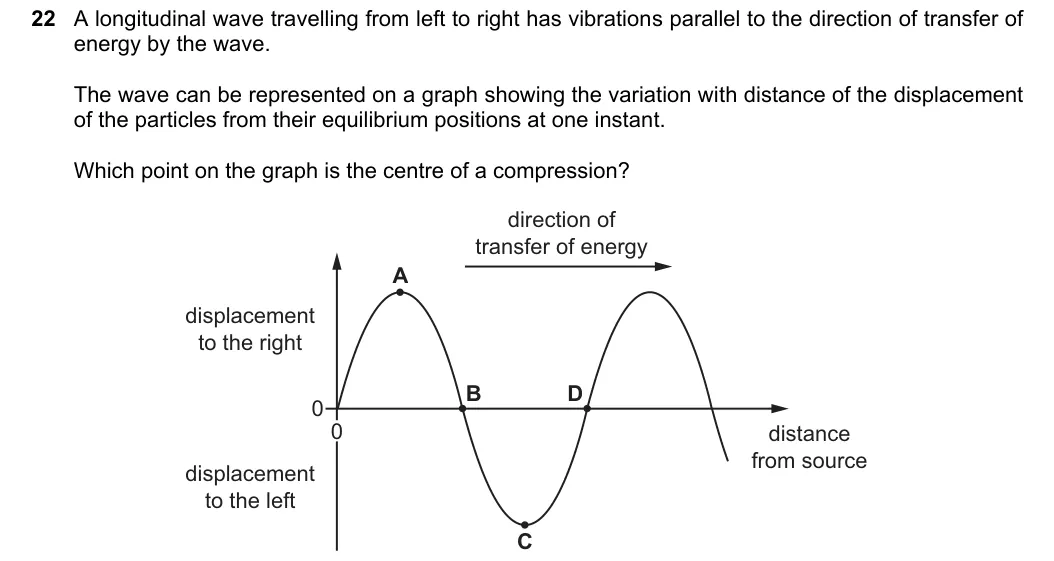 22 A longitudinal wave travelling from left to right has vibrations parallel to the direction of transfer of
energy by the wave.
The wave can be represented on a graph showing the variation with distance of the displacement
of the particles from their equilibrium positions at one instant.
Which point on the graph is the centre of a compression?
direction of
transfer of energy
A
displacement
to the right
B
D
0
0
distance
from source
displacement
to the left
C